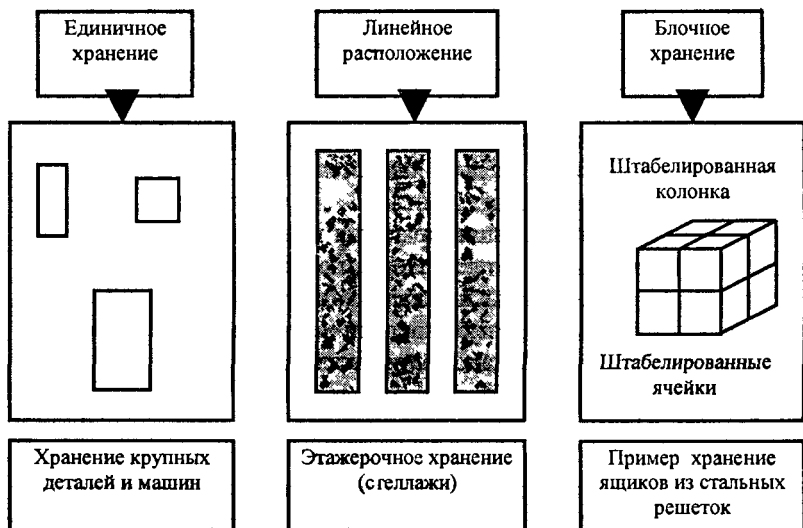 Единичное
хранение
Линейное
расположение
Блочное
хранение
Штабелированная
колонка
Штабелированные
ячейки
Хранение крупных
деталей и машин
Этажерочное хранение
(стеллажи)
Пример хранение
ящиков из стальных
решеток